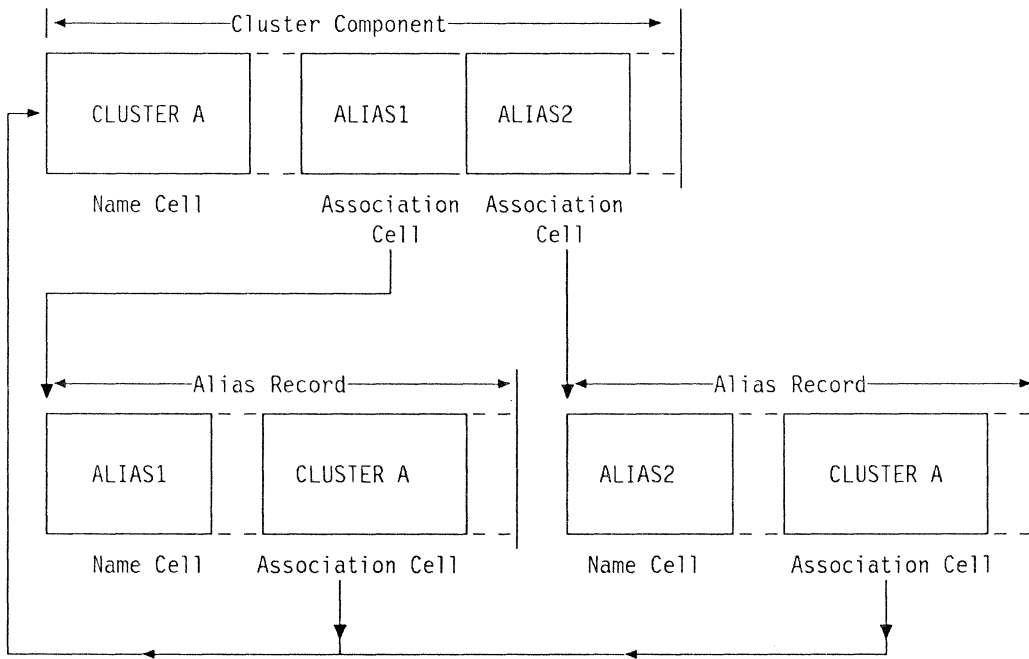 Cluster Component
CLUSTER A
ALIAS1
ALIAS2
Name Cell
Association
Cell
Association
Cell
Alias Record
Alias Record
ALIAS1
CLUSTER A
ALIAS2
CLUSTER A
Name Cell
Association Cell
Name Cell
Association Cell